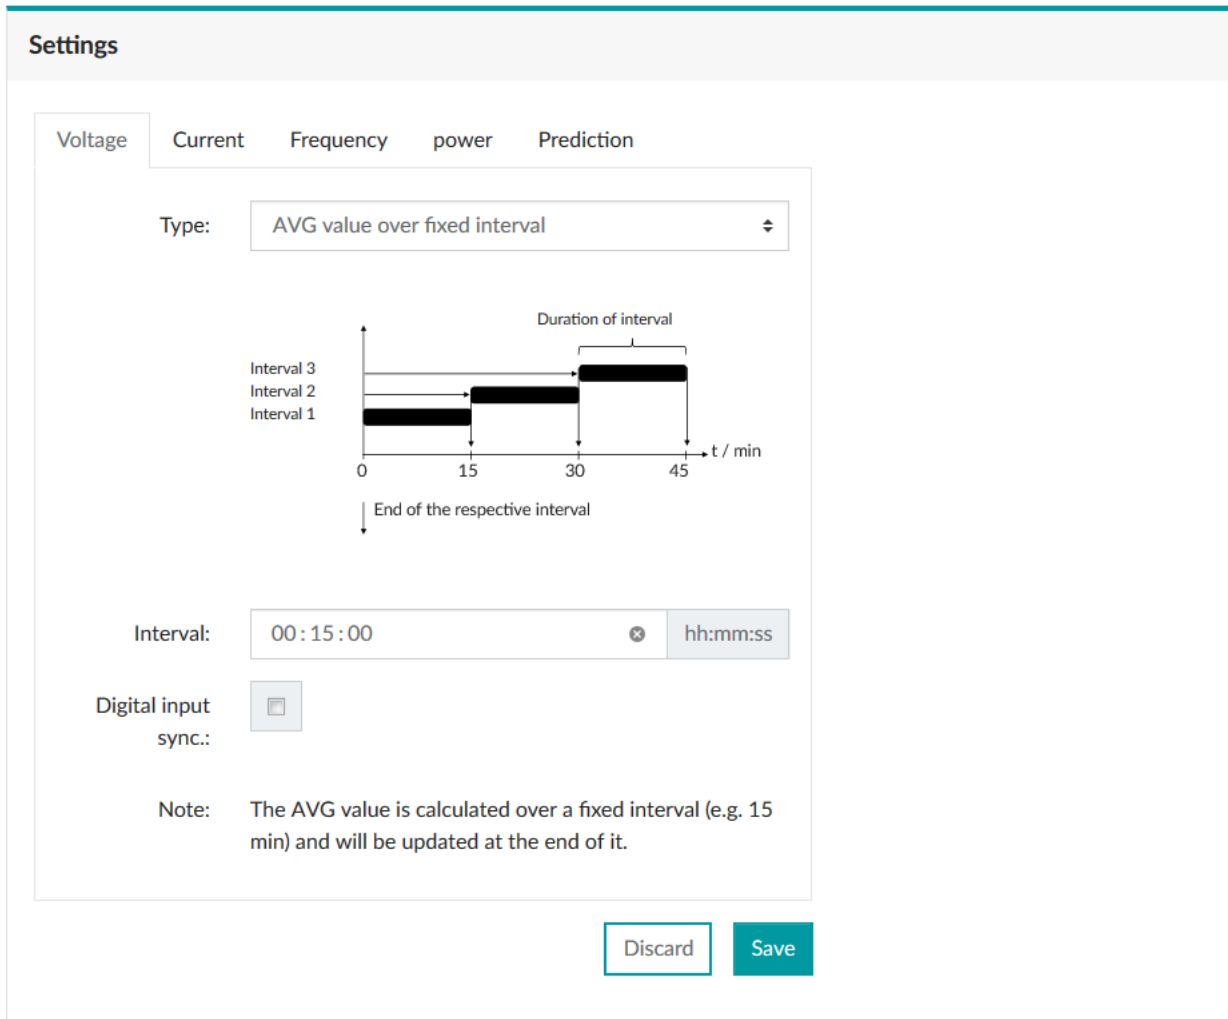 Settings
Voltage Current Frequency power Prediction
Type: AVG value over fixed interval
Duration of interval
Interval 3
Interval 2
Interval 1
t / min
0 15 30 45
End of the respective interval
Interval: 00:15:00 hh:mm:ss
Digital input
sync.:
Note: The AVG value is calculated over a fixed interval (e.g. 15
min) and will be updated at the end of it.
Discard Save